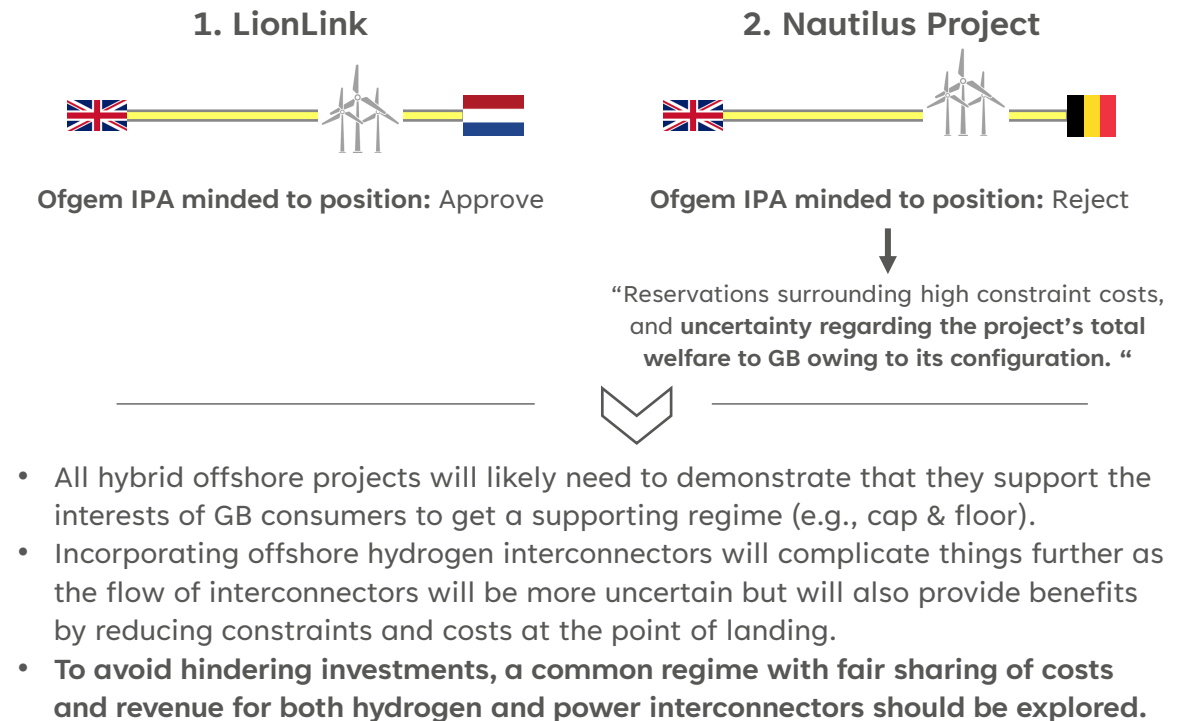 1. LionLink
2. Nautilus Project
Ofgem IPA minded to position: Approve
Ofgem IPA minded to position: Reject
“Reservations surrounding high constraint costs,
and uncertainty regarding the project’s total
welfare to GB owing to its configuration. “
• All hybrid offshore projects will likely need to demonstrate that they support the
interests of GB consumers to get a supporting regime (e.g., cap & floor).
• Incorporating offshore hydrogen interconnectors will complicate things further as
the flow of interconnectors will be more uncertain but will also provide benefits
by reducing constraints and costs at the point of landing.
• To avoid hindering investments, a common regime with fair sharing of costs
and revenue for both hydrogen and power interconnectors should be explored.